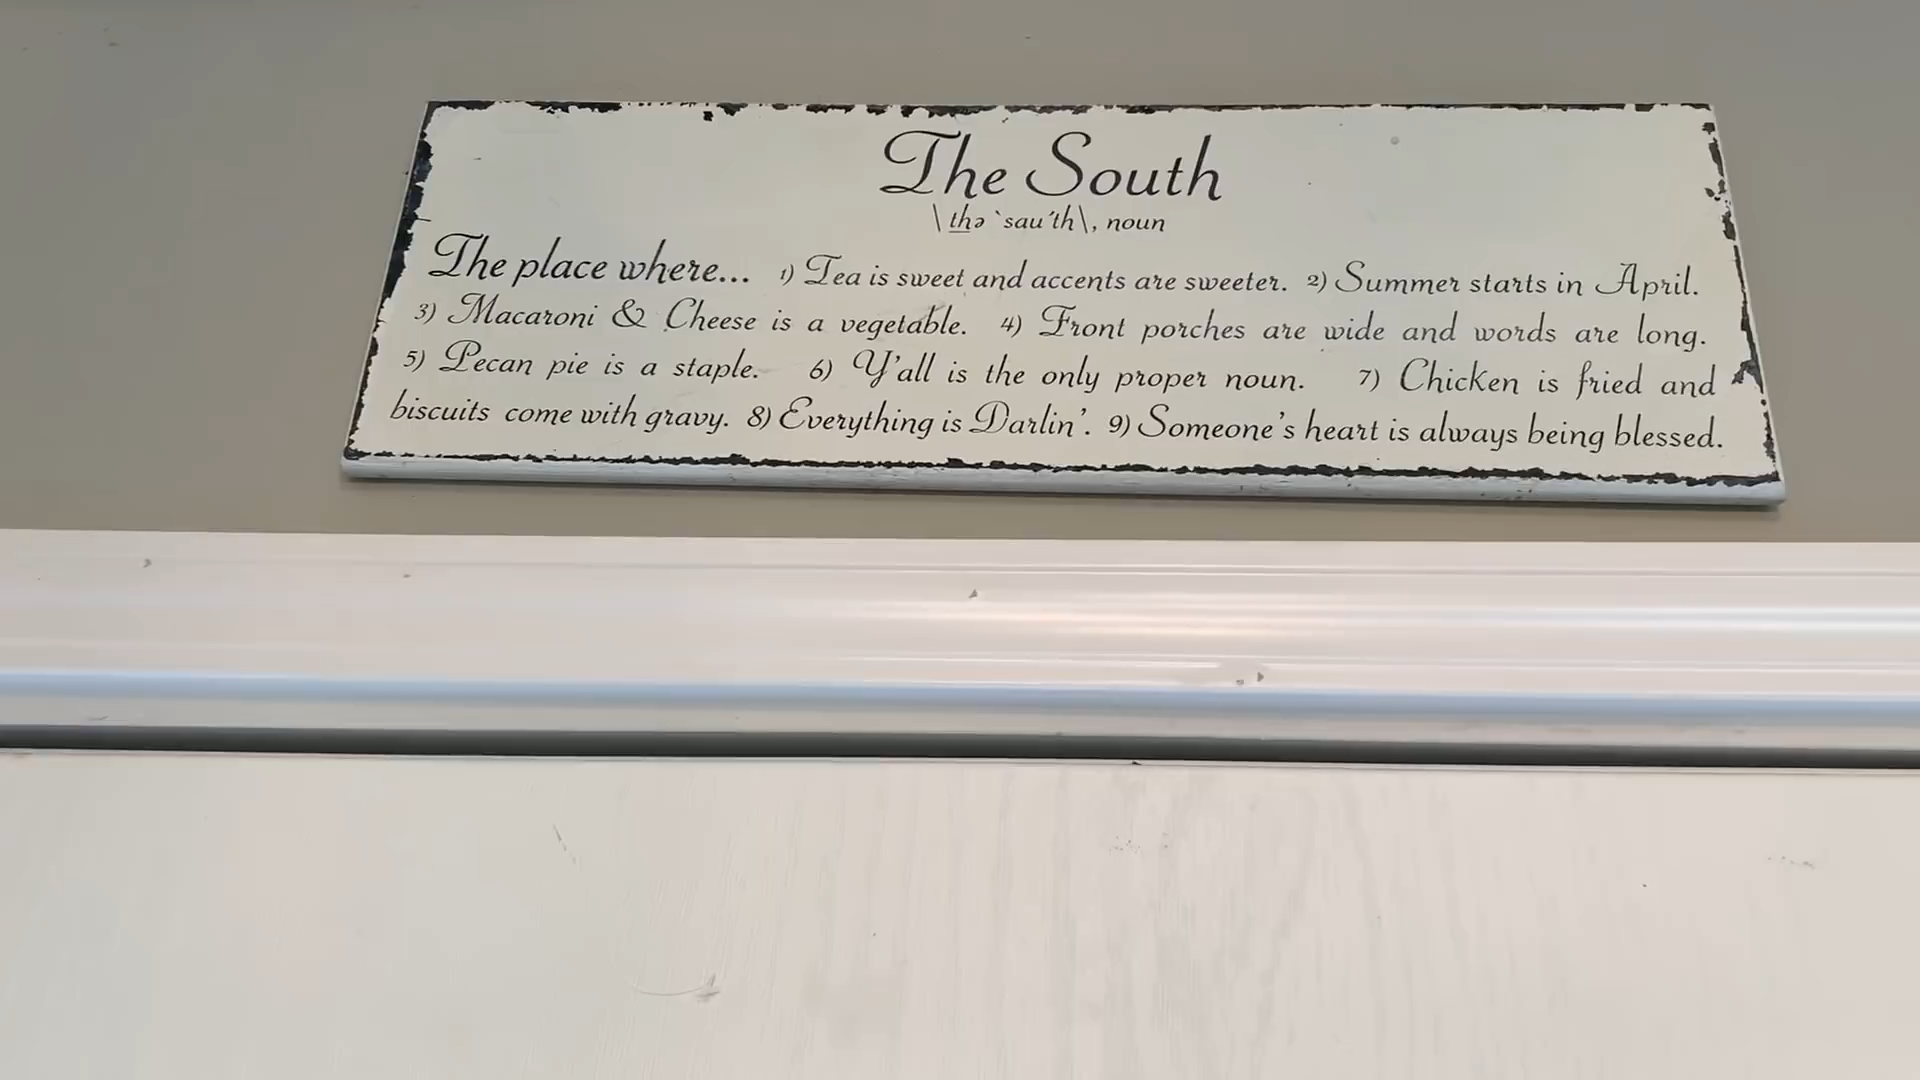 The South
\ thə `sau´th\, noun
The place where... 1) Tea is sweet and accents are sweeter. 2) Summer starts in April.
3) Macaroni & Cheese is a vegetable. 4) Front porches are wide and words are long.
5) Pecan pie is a staple. 6) Y'all is the only proper noun. 7) Chicken is fried and
biscuits come with gravy. 8) Everything is Darlin'. 9) Someone's heart is always being blessed.